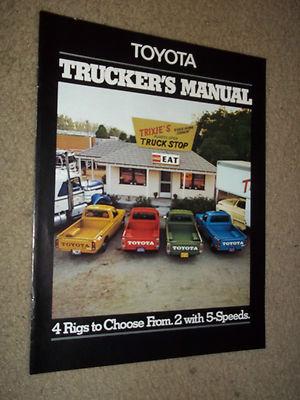 TOYOTA
TRUCKER'S MANUAL
TRIXIE'S
TRUCK STOP
EAT
TOYOTA
TOYOTA
TOYOTA
TOYOTA
4 Rigs to Choose From. 2 with 5-Speeds.